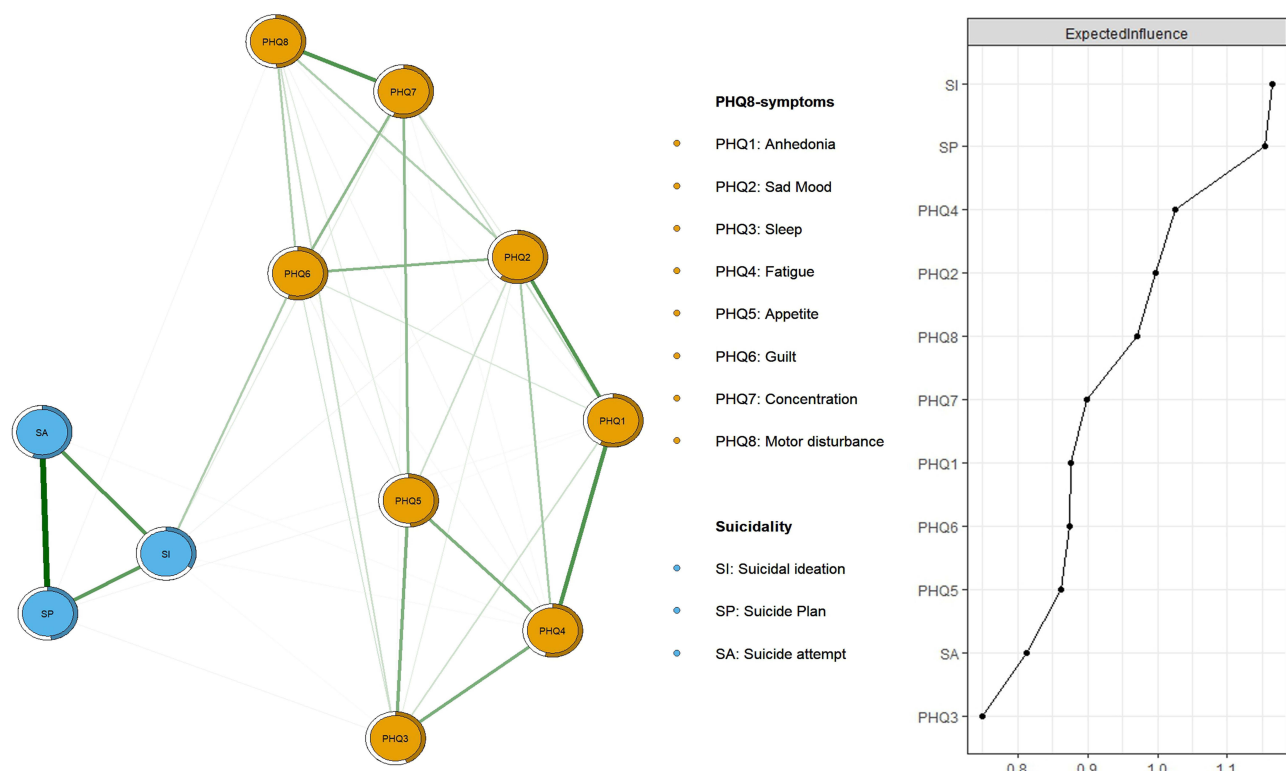 PHQ8
PHQ7
PHQ2
PHQ6
PHQ1
SA
PHQ5
SI
SP
PHQ4
PHQ3
PHQ8-symptoms
PHQ1: Anhedonia
PHQ2: Sad Mood
PHQ3: Sleep
PHQ4: Fatigue
PHQ5: Appetite
PHQ6: Guilt
PHQ7: Concentration
PHQ8: Motor disturbance
Suicidality
SI: Suicidal ideation
SP: Suicide Plan
SA: Suicide attempt
ExpectedInfluence
SI
SP
PHQ4
PHQ2
PHQ8
PHQ7
PHQ1
PHQ6
PHQ5
SA
PHQ3
0.8 0.9 1.0 1.1